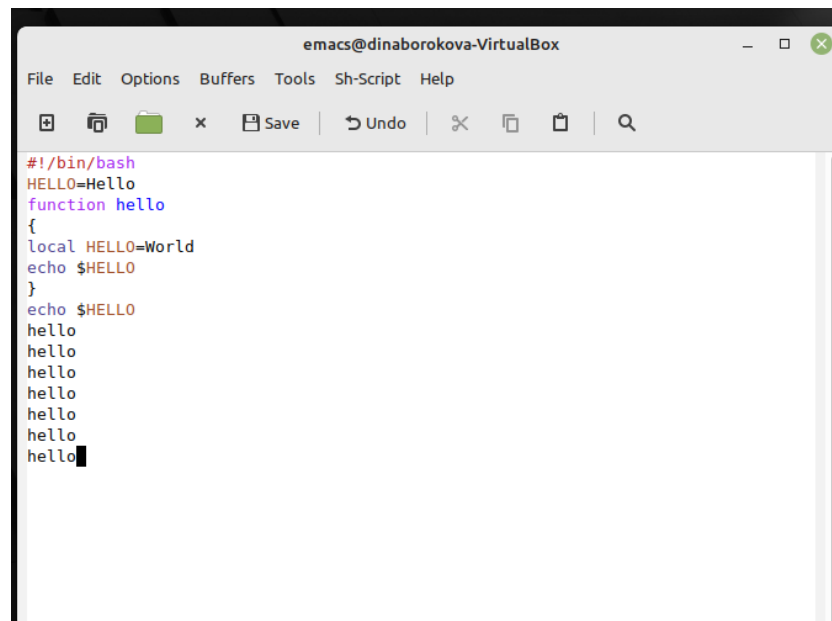 emacs@dinaborokova-VirtualBox
File Edit Options Buffers Tools Sh-Script Help
Save Undo
#!/bin/bash
HELLO=Hello
function hello
{
local HELLO=World
echo $HELLO
}
echo $HELLO
hello
hello
hello
hello
hello
hello
hello